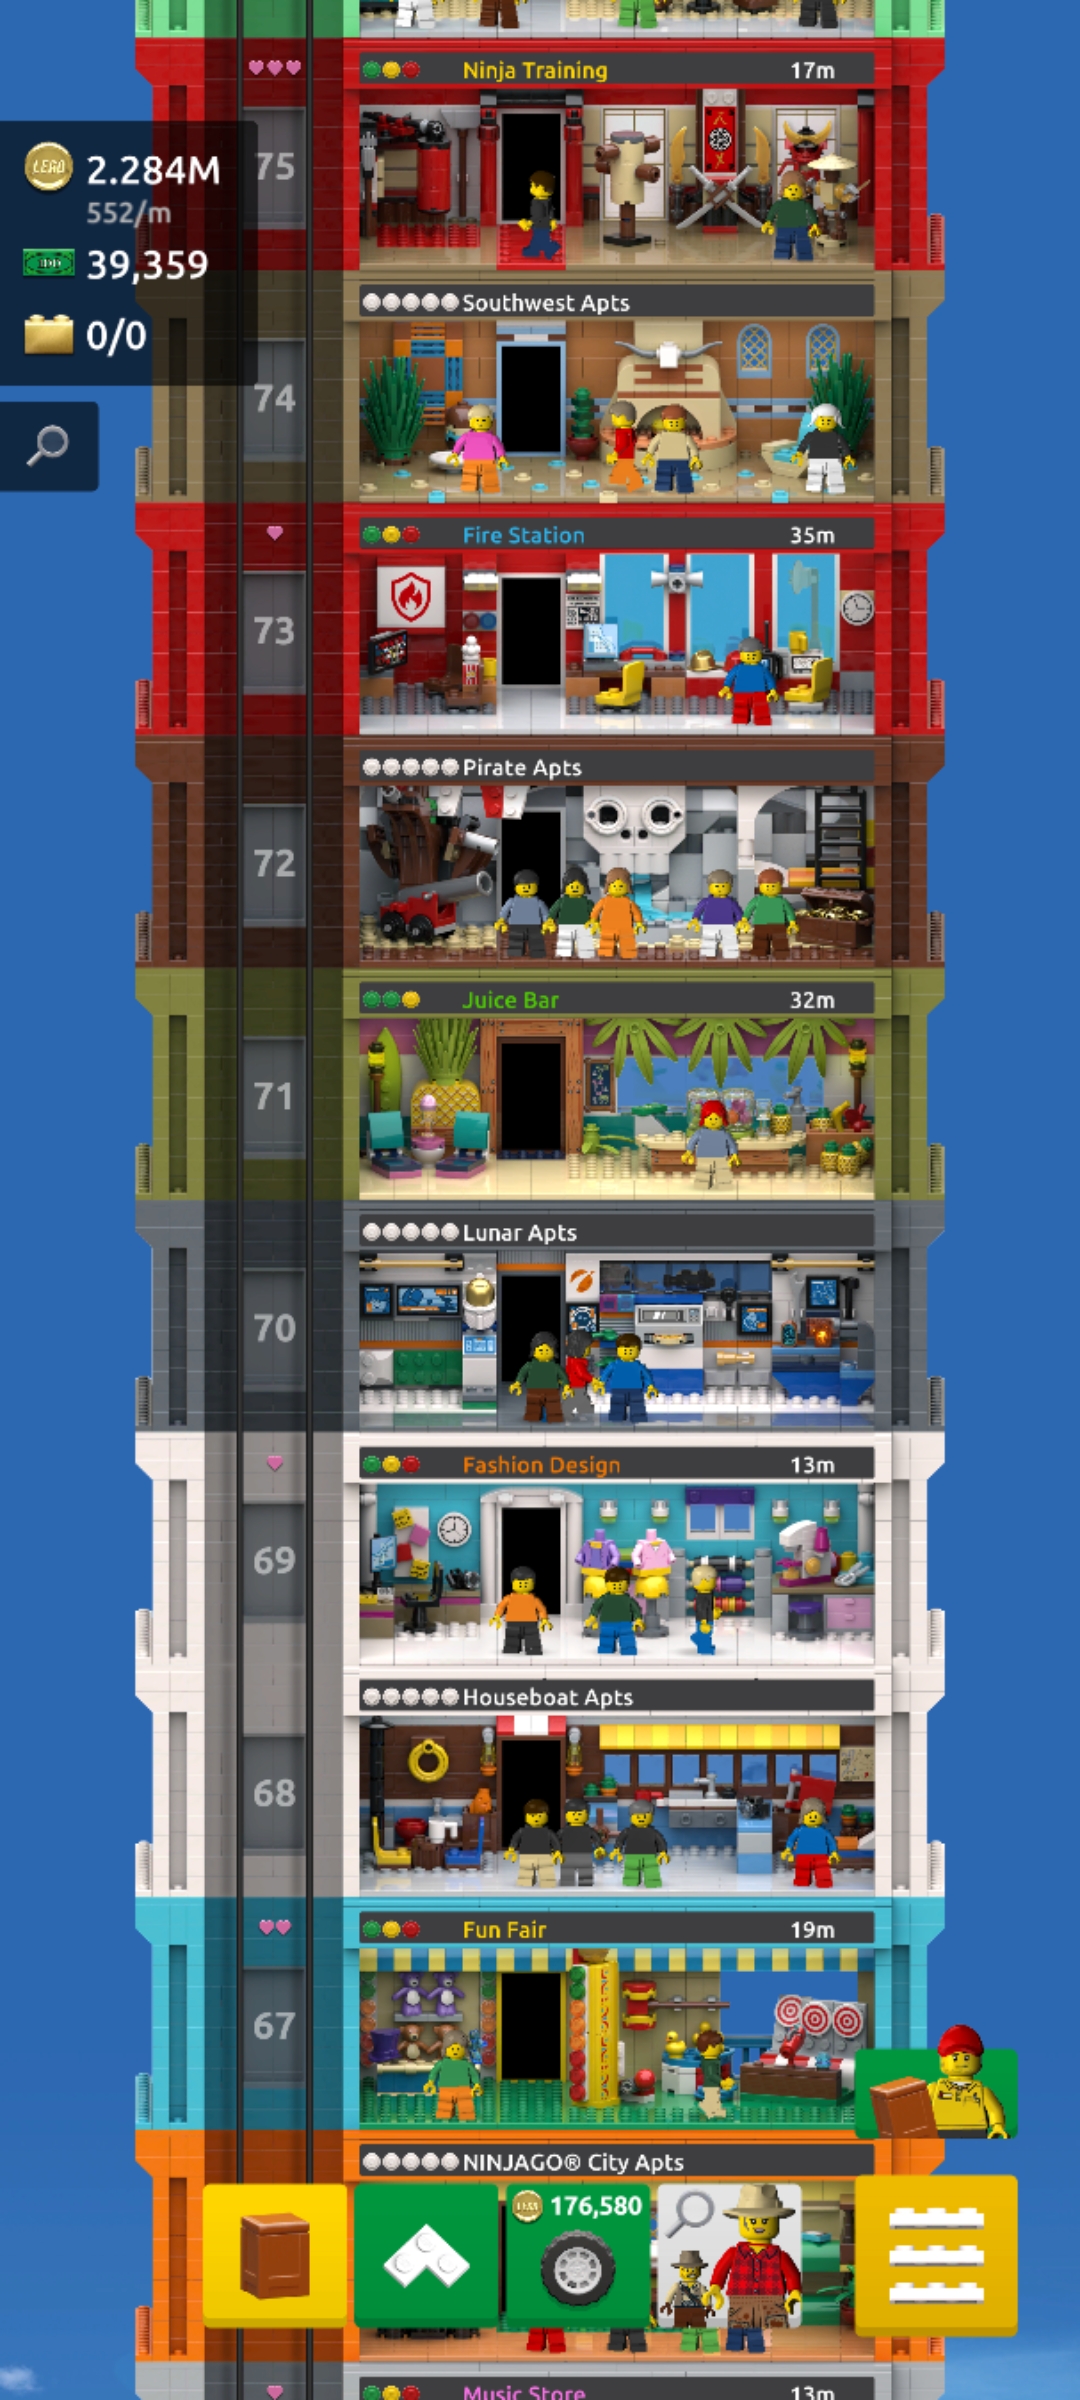 Ninja Training 17m
75
LEGO 2.284M
552/m
39,359
0/0
Southwest Apts
74
Fire Station 35m
73
Pirate Apts
72
Juice Bar 32m
71
Lunar Apts
70
Fashion Design 13m
69
Houseboat Apts
68
Fun Fair 19m
67
NINJAGO® City Apts
176,580
Music Store 13m